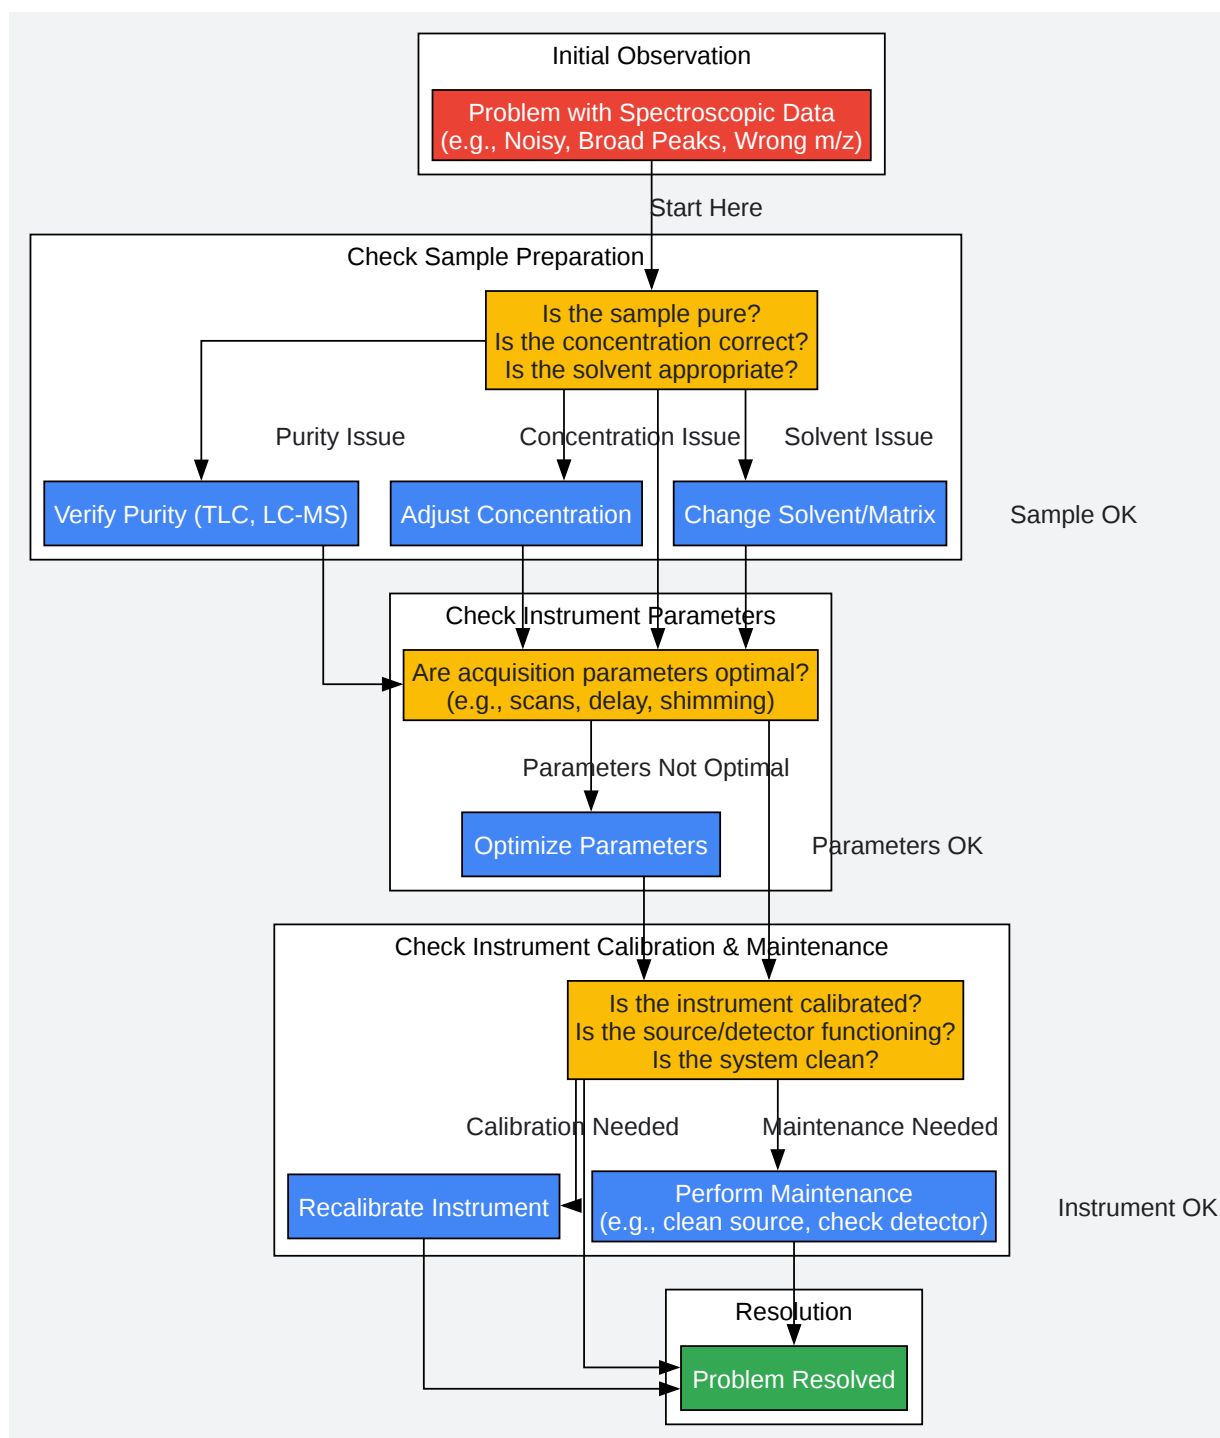 Initial Observation
Problem with Spectroscopic Data
(e.g., Noisy, Broad Peaks, Wrong m/z)
Start Here
Check Sample Preparation
Is the sample pure?
Is the concentration correct?
Is the solvent appropriate?
Purity Issue
Concentration Issue
Solvent Issue
Verify Purity (TLC, LC-MS)
Adjust Concentration
Change Solvent/Matrix
Sample OK
Check Instrument Parameters
Are acquisition parameters optimal?
(e.g., scans, delay, shimming)
Parameters Not Optimal
Optimize Parameters
Parameters OK
Check Instrument Calibration & Maintenance
Is the instrument calibrated?
Is the source/detector functioning?
Is the system clean?
Calibration Needed
Maintenance Needed
Recalibrate Instrument
Perform Maintenance
(e.g., clean source, check detector)
Instrument OK
Resolution
Problem Resolved